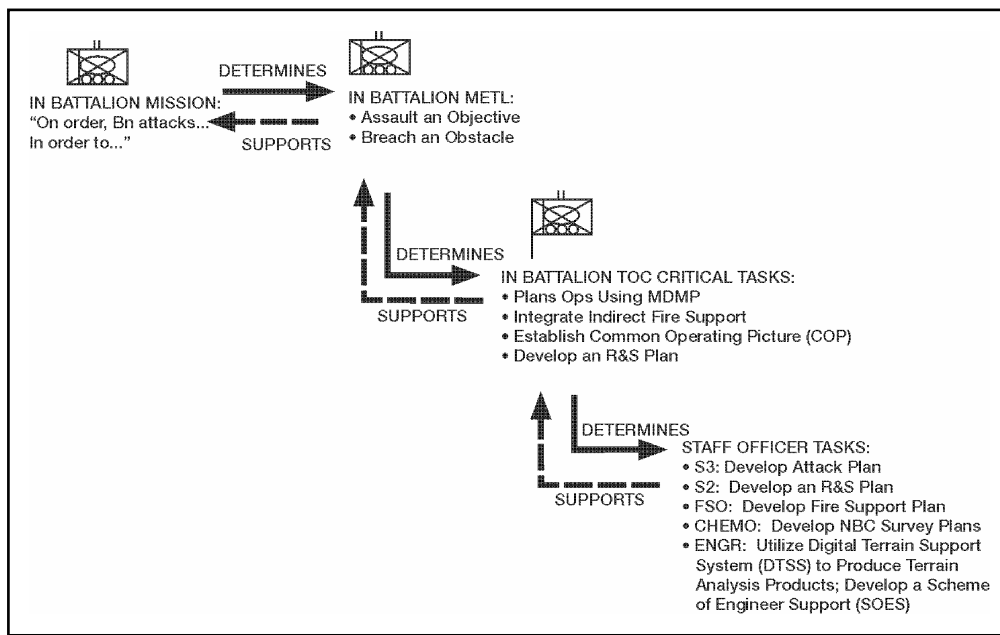 DETERMINES
IN BATTALION MISSION:
“On order, Bn attacks...
In order to...”
SUPPORTS
IN BATTALION METL:
• Assault an Objective
• Breach an Obstacle
DETERMINES
SUPPORTS
IN BATTALION TOC CRITICAL TASKS:
• Plans Ops Using MDMP
• Integrate Indirect Fire Support
• Establish Common Operating Picture (COP)
• Develop an R&S Plan
DETERMINES
SUPPORTS
STAFF OFFICER TASKS:
• S3: Develop Attack Plan
• S2: Develop an R&S Plan
• FSO: Develop Fire Support Plan
• CHEMO: Develop NBC Survey Plans
• ENGR: Utilize Digital Terrain Support
System (DTSS) to Produce Terrain
Analysis Products; Develop a Scheme
of Engineer Support (SOES)